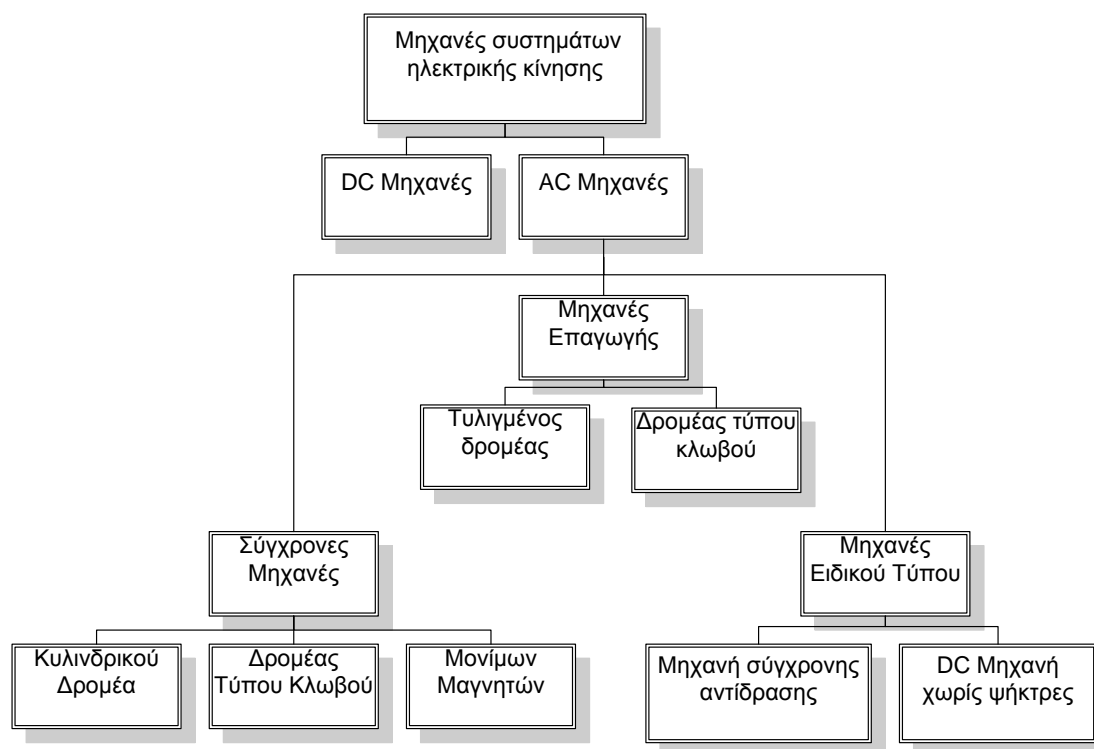 Μηχανές συστημάτων
ηλεκτρικής κίνησης
DC Μηχανές
AC Μηχανές
Μηχανές
Επαγωγής
Τυλιγμένος
δρομέας
Δρομέας τύπου
κλωβού
Σύγχρονες
Μηχανές
Μηχανές
Ειδικού Τύπου
Κυλινδρικού
Δρομέα
Δρομέας
Τύπου Κλωβού
Μονίμων
Μαγνητών
Μηχανή σύγχρονης
αντίδρασης
DC Μηχανή
χωρίς ψήκτρες